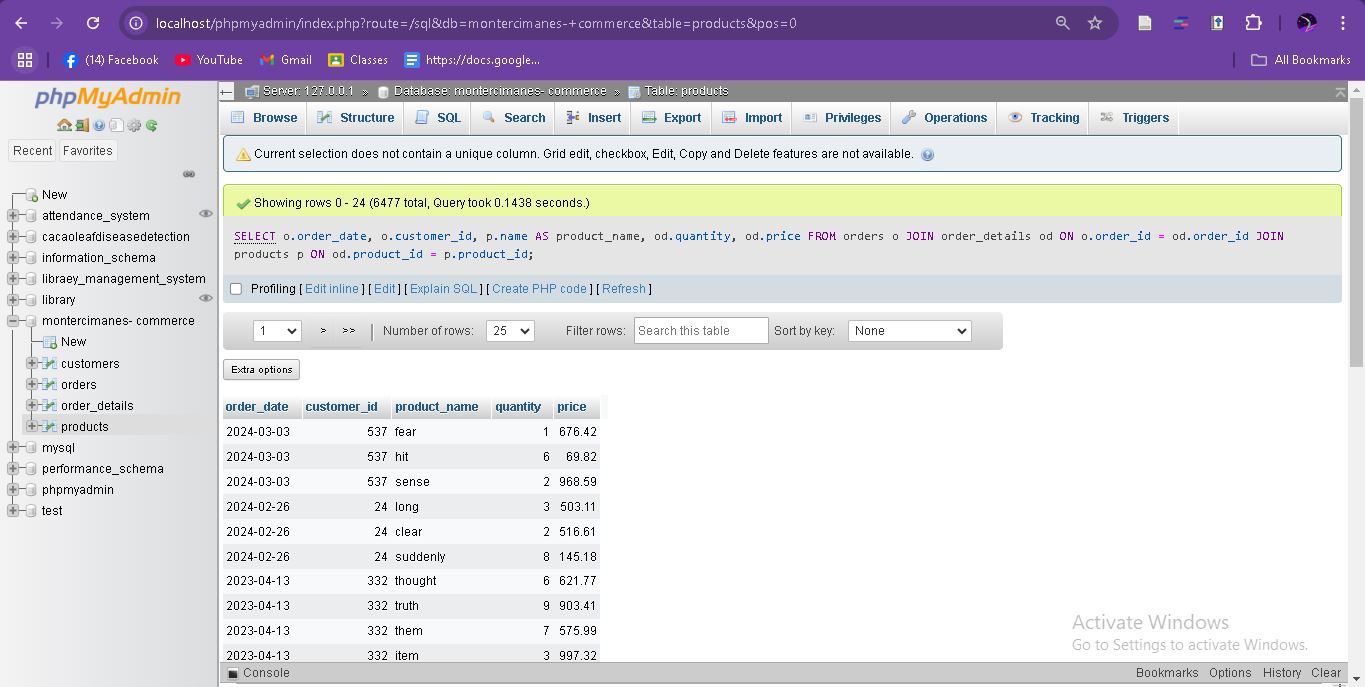 localhost/phpmyadmin/index.php?route=/sql&db=montercimanes-+commerce&table=products&pos=0
(14) Facebook YouTube Gmail Classes https://docs.google... All Bookmarks
phpMyAdmin
Recent Favorites
New
attendance_system
cacaoleafdiseasedetection
information_schema
libraey_management_system
library
montercimanes- commerce
New
customers
orders
order_details
products
mysql
performance_schema
phpmyadmin
test
Server: 127.0.0.1 » Database: montercimanes- commerce » Table: products
Browse Structure SQL Search Insert Export Import Privileges Operations Tracking Triggers
Current selection does not contain a unique column. Grid edit, checkbox, Edit, Copy and Delete features are not available.
Showing rows 0 - 24 (6477 total, Query took 0.1438 seconds.)
SELECT o.order_date, o.customer_id, p.name AS product_name, od.quantity, od.price FROM orders o JOIN order_details od ON o.order_id = od.order_id JOIN
products p ON od.product_id = p.product_id;
Profiling [ Edit inline ] [ Edit ] [ Explain SQL ] [ Create PHP code ] [ Refresh ]
1 > >> | Number of rows: 25 Filter rows: Search this table Sort by key: None
Extra options
order_date customer_id product_name quantity price
2024-03-03 537 fear 1 676.42
2024-03-03 537 hit 6 69.82
2024-03-03 537 sense 2 968.59
2024-02-26 24 long 3 503.11
2024-02-26 24 clear 2 516.61
2024-02-26 24 suddenly 8 145.18
2023-04-13 332 thought 6 621.77
2023-04-13 332 truth 9 903.41
2023-04-13 332 them 7 575.99
2023-04-13 332 item 3 997.32
Activate Windows
Go to Settings to activate Windows.
Console Bookmarks Options History Clear